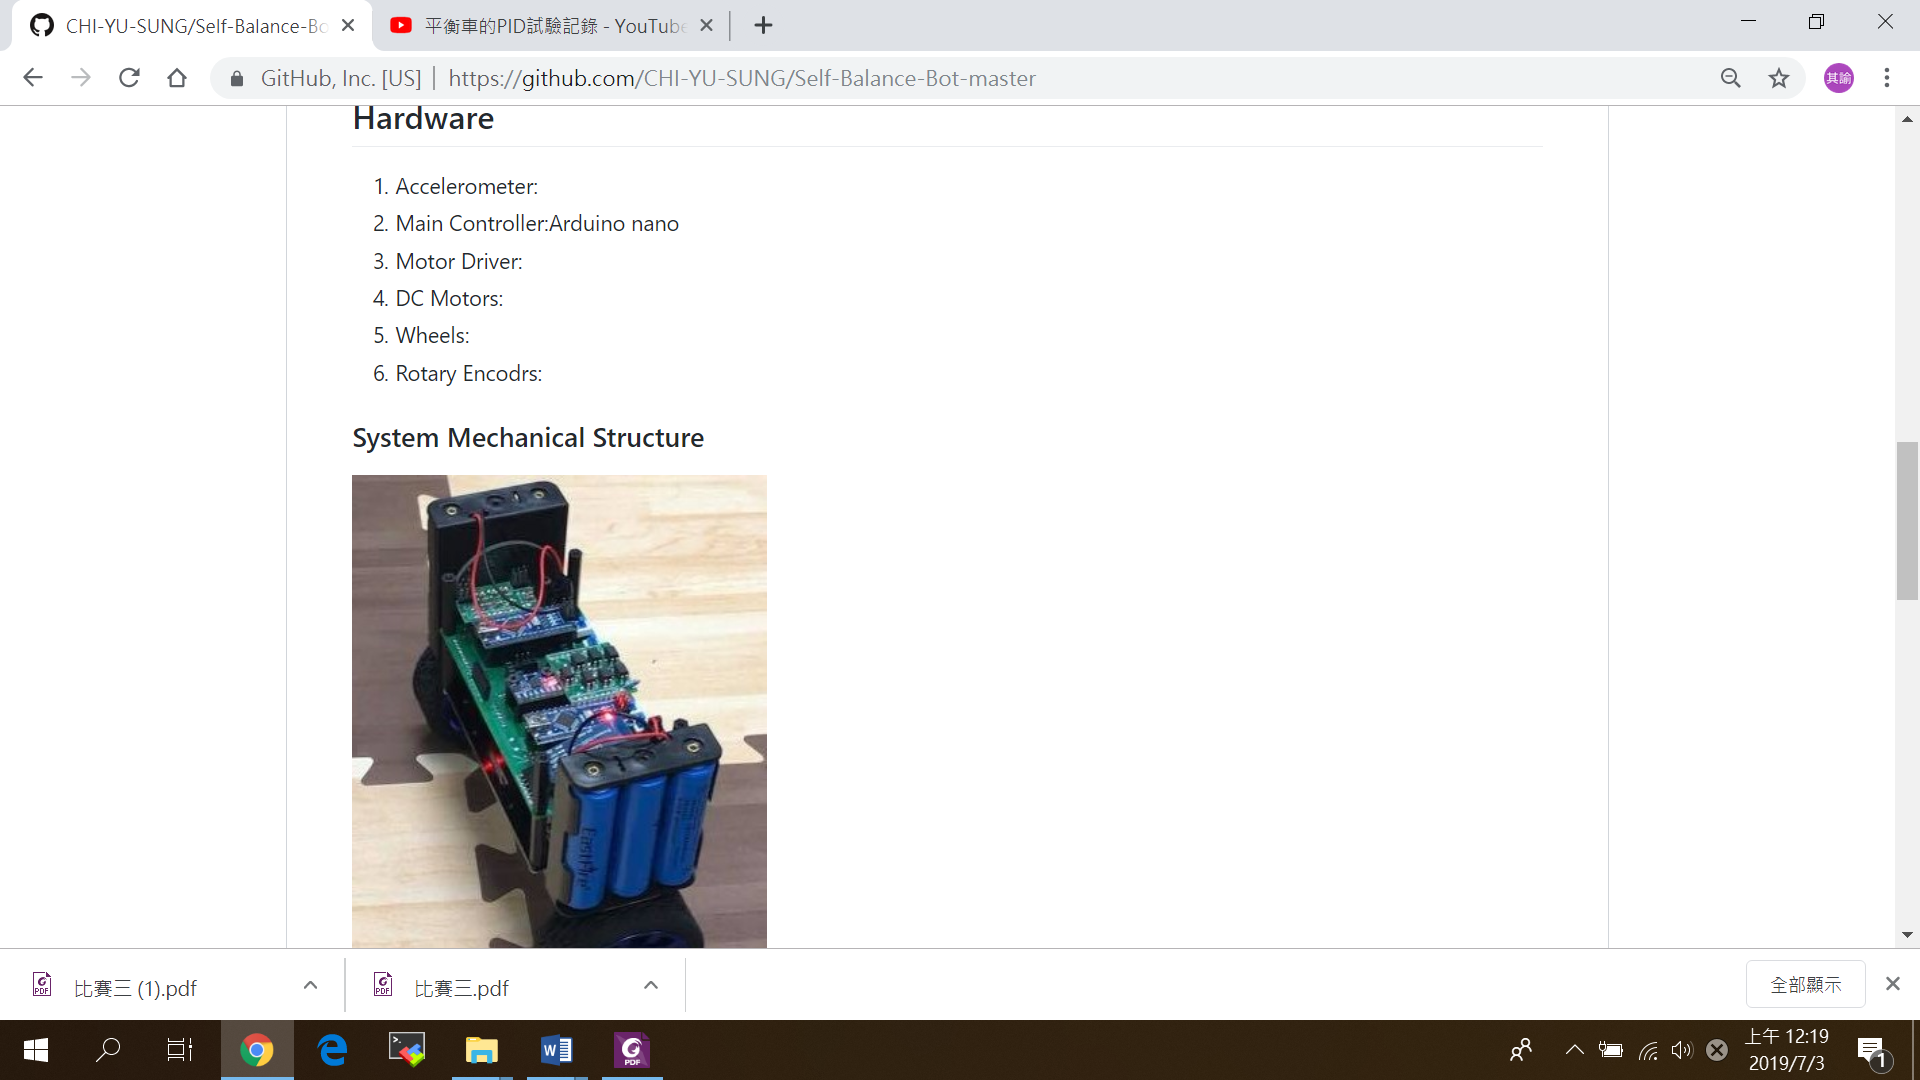 CHI-YU-SUNG/Self-Balance-Bo
平衡車的PID試驗記錄 - YouTube
GitHub, Inc. [US]
https://github.com/CHI-YU-SUNG/Self-Balance-Bot-master
其諭
Hardware
1. Accelerometer:
2. Main Controller:Arduino nano
3. Motor Driver:
4. DC Motors:
5. Wheels:
6. Rotary Encodrs:
System Mechanical Structure
比賽三 (1).pdf
比賽三.pdf
全部顯示
上午 12:19
2019/7/3
1